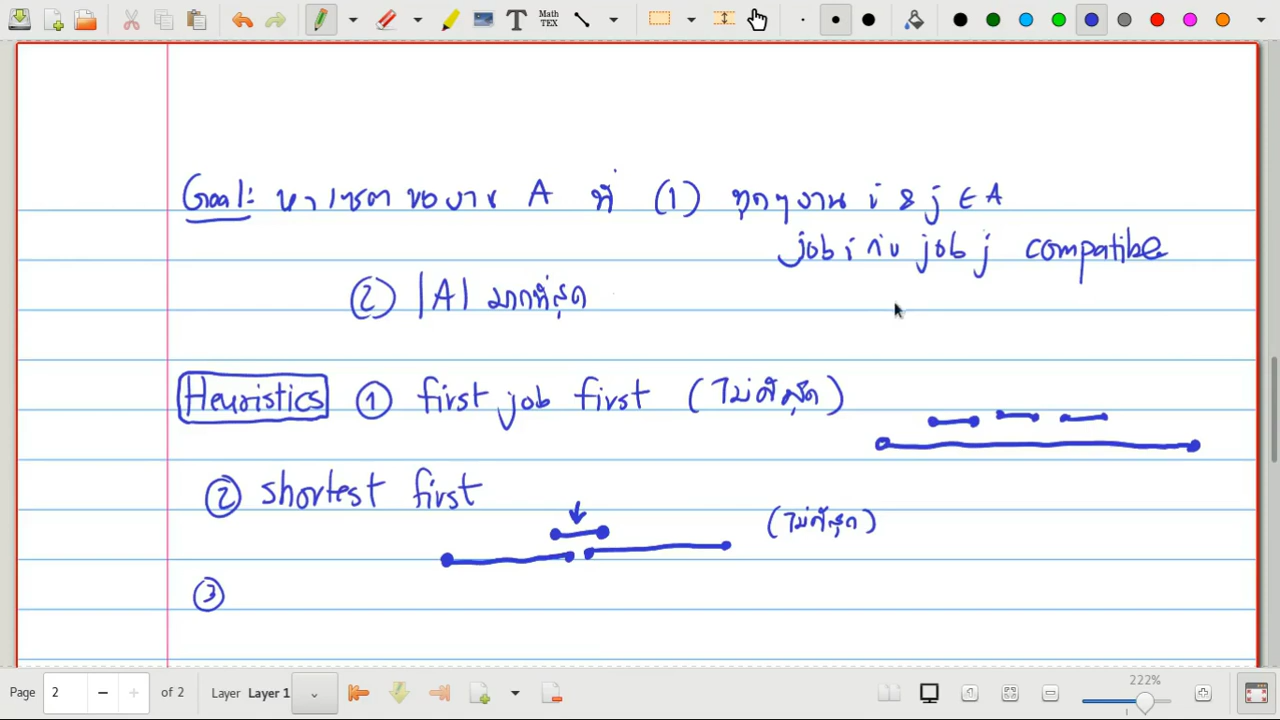 Math
TEX
Goal: หาเซตของงาน A ที่ (1) ทุกๆงาน i & j ∈ A
job i กับ job j compatible
② |A| มากที่สุด
Heuristics ① first job first (ไม่ดีสุด)
② shortest first
(ไม่ดีสุด)
③
Page 2 of 2 Layer Layer 1 222%